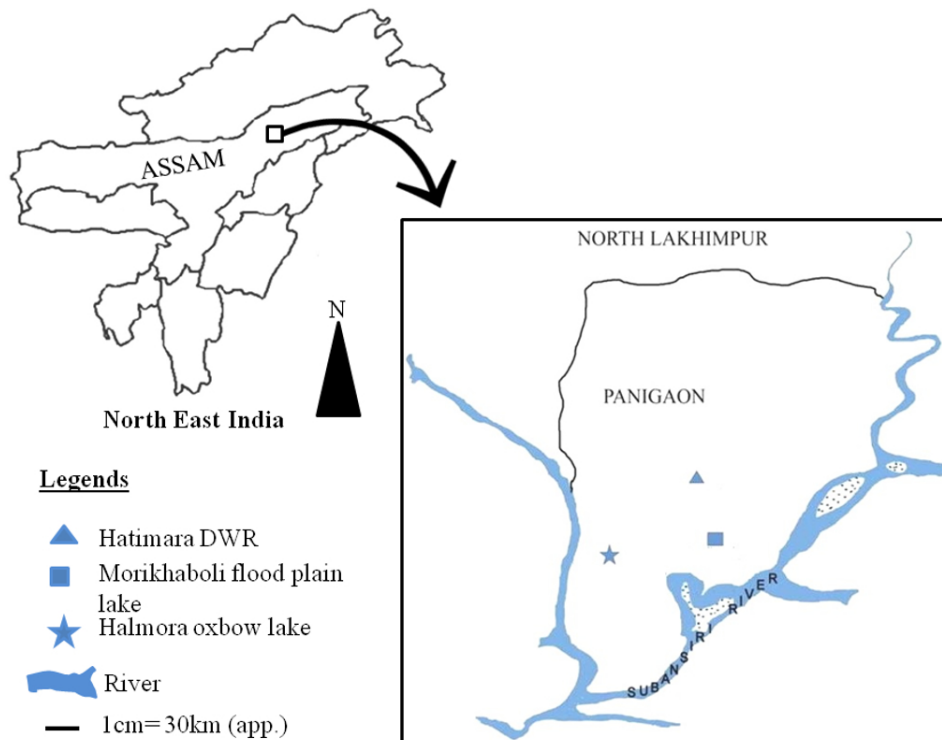 ASSAM
N
North East India
Legends
Hatimara DWR
Morikhaboli flood plain
lake
Halmora oxbow lake
River
1cm= 30km (app.)
NORTH LAKHIMPUR
PANIGAON
SUBANSIRI RIVER